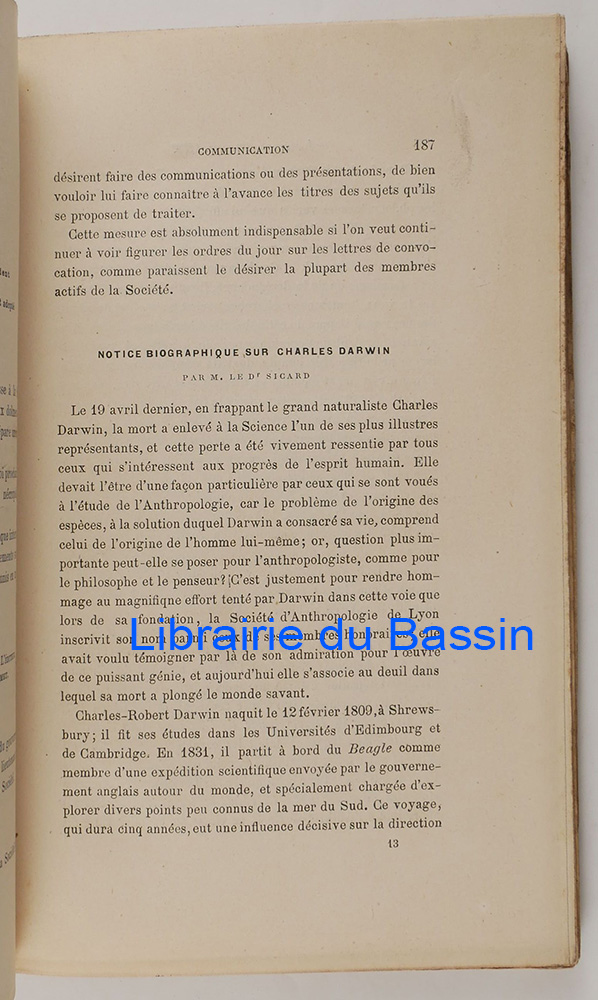 COMMUNICATION 187
désirent faire des communications ou des présentations, de bien
vouloir lui faire connaître à l'avance les titres des sujets qu'ils
se proposent de traiter.
Cette mesure est absolument indispensable si l'on veut conti-
nuer à voir figurer les ordres du jour sur les lettres de convo-
cation, comme paraissent le désirer la plupart des membres
actifs de la Société.
NOTICE BIOGRAPHIQUE SUR CHARLES DARWIN
PAR M. LE Dr SICARD
Le 19 avril dernier, en frappant le grand naturaliste Charles
Darwin, la mort a enlevé à la Science l'un de ses plus illustres
représentants, et cette perte a été vivement ressentie par tous
ceux qui s'intéressent aux progrès de l'esprit humain. Elle
devait l'être d'une façon particulière par ceux qui se sont voués
à l'étude de l'Anthropologie, car le problème de l'origine des
espèces, à la solution duquel Darwin a consacré sa vie, comprend
celui de l'origine de l'homme lui-même; or, question plus im-
portante peut-elle se poser pour l'anthropologiste, comme pour
le philosophe et le penseur? C'est justement pour rendre hom-
mage au magnifique effort tenté par Darwin dans cette voie que
lors de sa fondation, la Société d'Anthropologie de Lyon
inscrivit son nom parmi ceux de ses membres honoraires; elle
avait voulu témoigner par là de son admiration pour l'œuvre
de ce puissant génie, et aujourd'hui elle s'associe au deuil dans
lequel sa mort a plongé le monde savant.
Charles-Robert Darwin naquit le 12 février 1809, à Shrews-
bury; il fit ses études dans les Universités d'Edimbourg et
de Cambridge. En 1831, il partit à bord du Beagle comme
membre d'une expédition scientifique envoyée par le gouverne-
ment anglais autour du monde, et spécialement chargée d'ex-
plorer divers points peu connus de la mer du Sud. Ce voyage,
qui dura cinq années, eut une influence décisive sur la direction
13
Librairie du Bassin